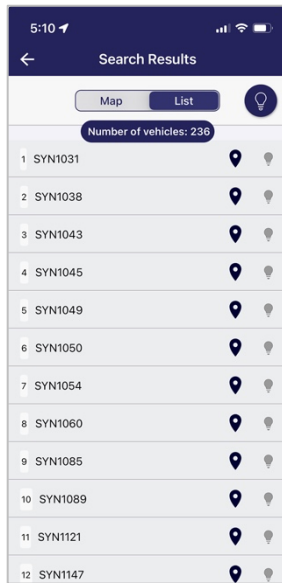 5:10
Search Results
Map List
Number of vehicles: 236
1 SYN1031
2 SYN1038
3 SYN1043
4 SYN1045
5 SYN1049
6 SYN1050
7 SYN1054
8 SYN1060
9 SYN1085
10 SYN1089
11 SYN1121
12 SYN1147